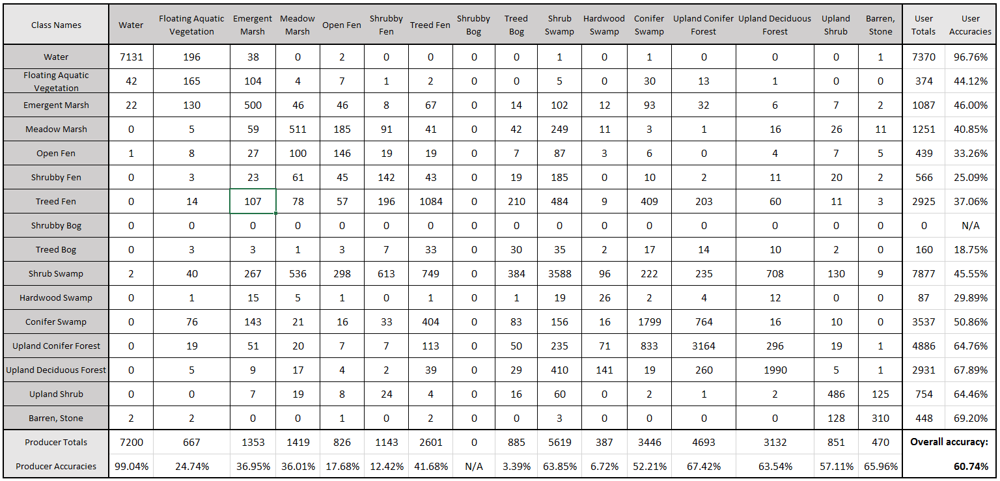 Class Names Water Floating Aquatic Vegetation Emergent Marsh Meadow Marsh Open Fen Shrubby Fen Treed Fen Shrubby Bog Treed Bog Shrub Swamp Hardwood Swamp Conifer Swamp Upland Conifer Forest Upland Deciduous Forest Upland Shrub Barren, Stone User Totals User Accuracies
Water 7131 196 38 0 2 0 0 0 0 1 0 1 0 0 0 1 7370 96.76%
Floating Aquatic Vegetation 42 165 104 4 7 1 2 0 0 5 0 30 13 1 0 0 374 44.12%
Emergent Marsh 22 130 500 46 46 8 67 0 14 102 12 93 32 6 7 2 1087 46.00%
Meadow Marsh 0 5 59 511 185 91 41 0 42 249 11 3 1 16 26 11 1251 40.85%
Open Fen 1 8 27 100 146 19 19 0 7 87 3 6 0 4 7 5 439 33.26%
Shrubby Fen 0 3 23 61 45 142 43 0 19 185 0 10 2 11 20 2 566 25.09%
Treed Fen 0 14 107 78 57 196 1084 0 210 484 9 409 203 60 11 3 2925 37.06%
Shrubby Bog 0 0 0 0 0 0 0 0 0 0 0 0 0 0 0 0 0 N/A
Treed Bog 0 3 3 1 3 7 33 0 30 35 2 17 14 10 2 0 160 18.75%
Shrub Swamp 2 40 267 536 298 613 749 0 384 3588 96 222 235 708 130 9 7877 45.55%
Hardwood Swamp 0 1 15 5 1 0 1 0 1 19 26 2 4 12 0 0 87 29.89%
Conifer Swamp 0 76 143 21 16 33 404 0 83 156 16 1799 764 16 10 0 3537 50.86%
Upland Conifer Forest 0 19 51 20 7 7 113 0 50 235 71 833 3164 296 19 1 4886 64.76%
Upland Deciduous Forest 0 5 9 17 4 2 39 0 29 410 141 19 260 1990 5 1 2931 67.89%
Upland Shrub 0 0 7 19 8 24 4 0 16 60 0 2 1 2 486 125 754 64.46%
Barren, Stone 2 2 0 0 1 0 2 0 0 3 0 0 0 0 128 310 448 69.20%
Producer Totals 7200 667 1353 1419 826 1143 2601 0 885 5619 387 3446 4693 3132 851 470 Overall accuracy:
Producer Accuracies 99.04% 24.74% 36.95% 36.01% 17.68% 12.42% 41.68% N/A 3.39% 63.85% 6.72% 52.21% 67.42% 63.54% 57.11% 65.96% 60.74%